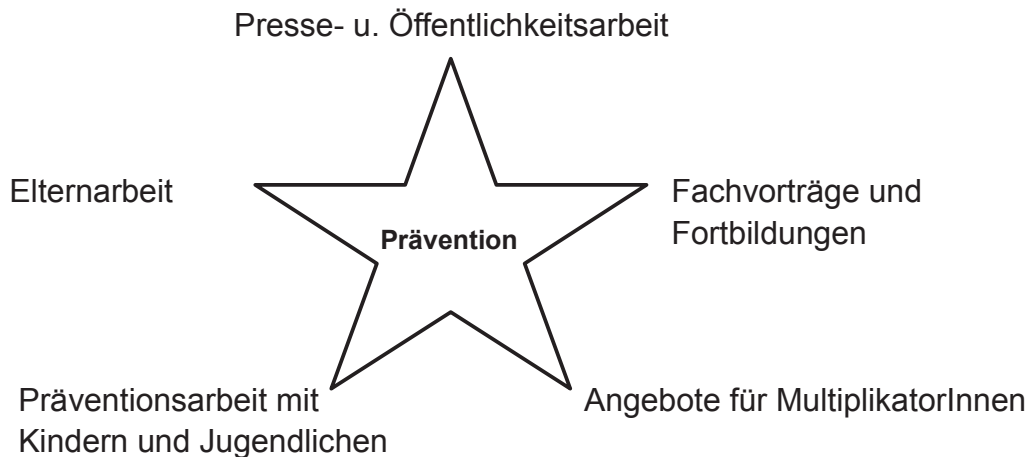 Presse- u. Öffentlichkeitsarbeit
Elternarbeit
Fachvorträge und
Fortbildungen
Prävention
Präventionsarbeit mit
Kindern und Jugendlichen
Angebote für MultiplikatorInnen